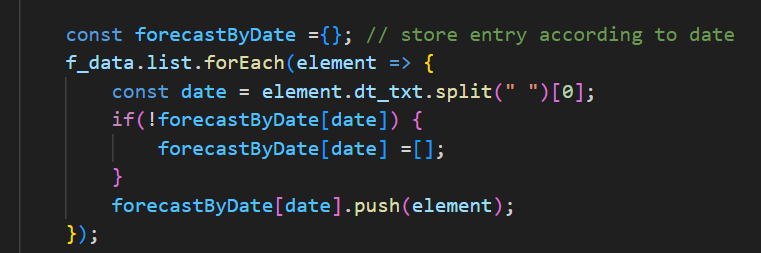 const forecastByDate ={}; // store entry according to date
f_data.list.forEach(element => {
const date = element.dt_txt.split(" ")[0];
if(!forecastByDate[date]) {
forecastByDate[date] =[];
}
forecastByDate[date].push(element);
});